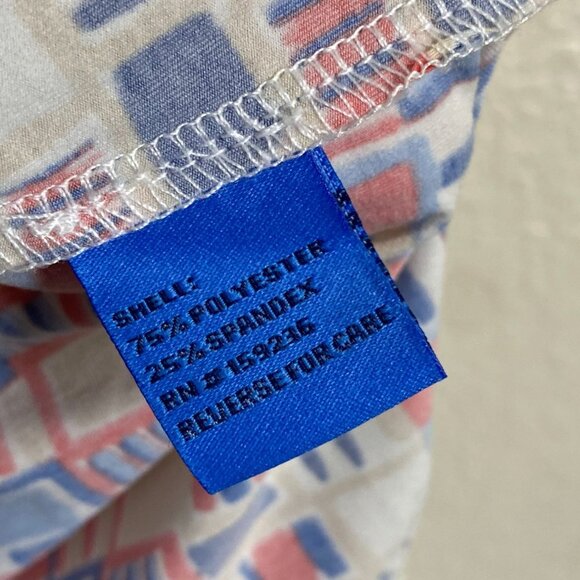 SHELL:
75% POLYESTER
25% SPANDEX
RN # 159236
REVERSE FOR CARE